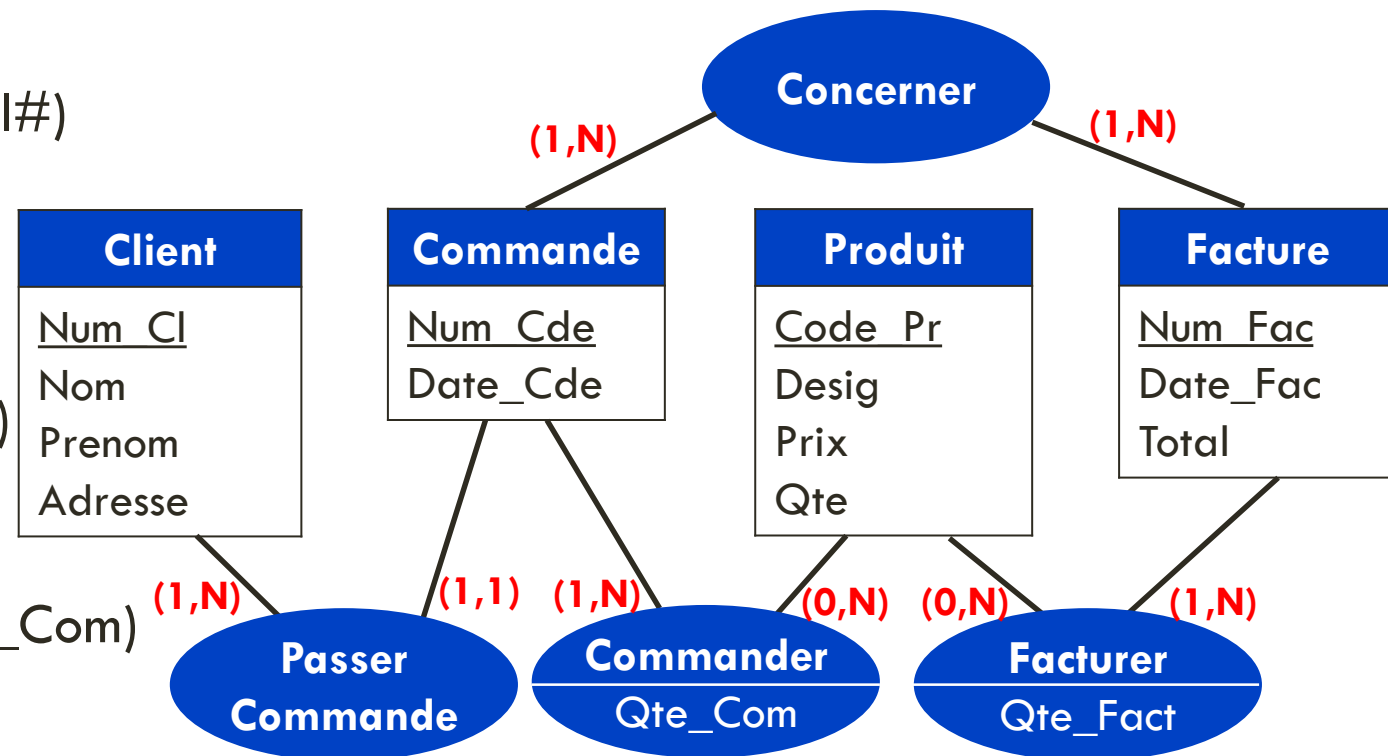 Concerner
l#)
(1,N)
(1,N)
Client
Commande
Produit
Facture
Num_Cl
Nom
Prenom
Adresse
Num_Cde
Date_Cde
Code_Pr
Desig
Prix
Qte
Num_Fac
Date_Fac
Total
)
_Com)
(1,N)
(1,1)
(1,N)
(0,N)
(0,N)
(1,N)
Passer
Commande
Commander
Qte_Com
Facturer
Qte_Fact